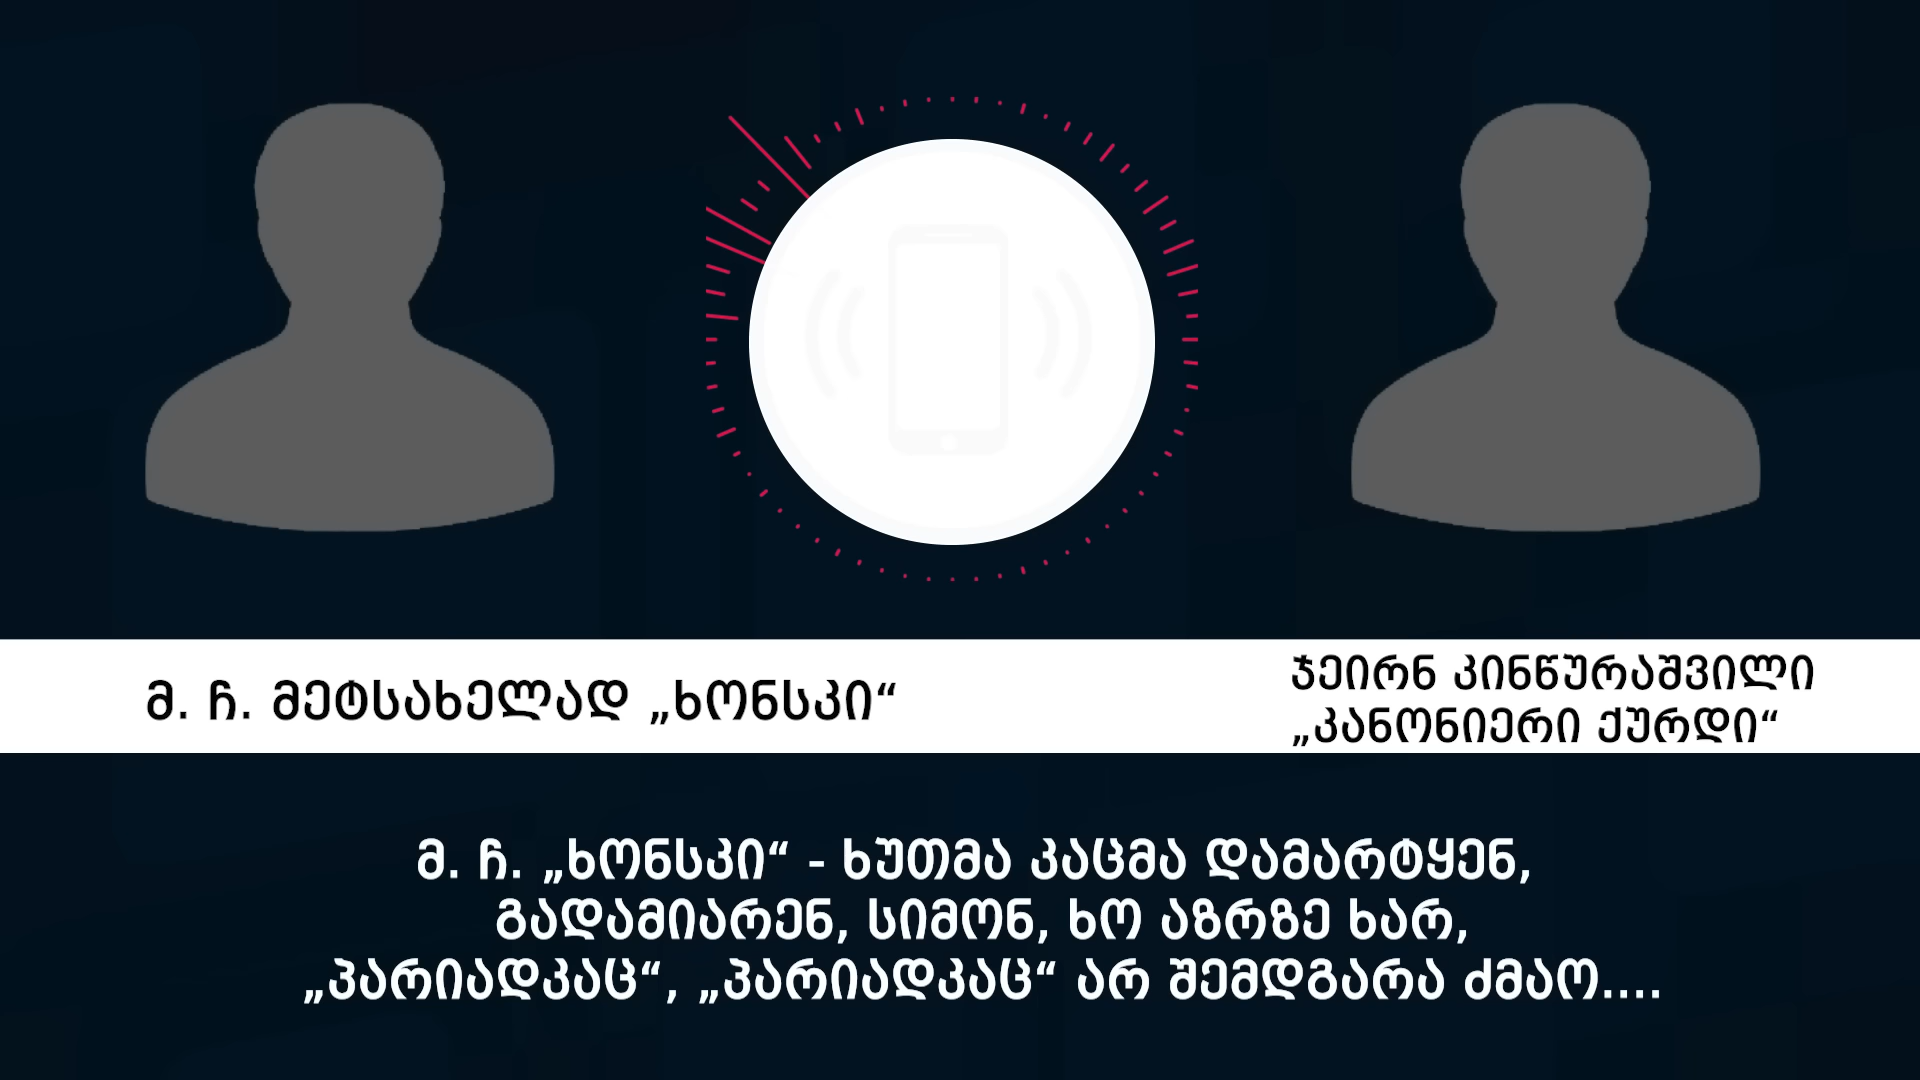 მ. ჩ. მეტსახელად „ხონსკი“
ჯეირნ კინწურაშვილი
„კანონიერი ქურდი“
მ. ჩ. „ხონსკი“ - ხუთმა კაცმა დამარტყენ,
გადამიარენ, სიმონ, ხო აზრზე ხარ,
„პარიადკაც“, „პარიადკაც“ არ შემდგარა ძმაო....